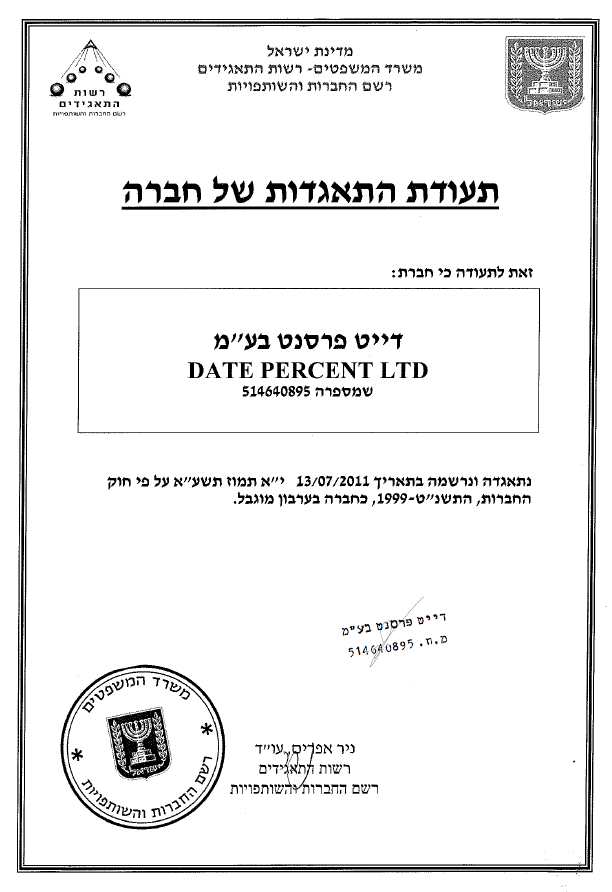 מדינת ישראל
משרד המשפטים- רשות התאגידים
רשם החברות והשותפויות
רשות
התאגידים
רשם החברות והשותפויות
ישראל
תעודת התאגדות של חברה
זאת לתעודה כי חברת:
דייט פרסנט בע"מ
DATE PERCENT LTD
שמספרה 514640895
נתאגדה ונרשמה בתאריך 13/07/2011 י"א תמוז תשע"א על פי חוק
החברות, התשנ"ט-1999, כחברה בערבון מוגבל.
דייט פרסנט בע"מ
מ.ח. 514640895
משרד המשפטים
ישראל
רשם החברות והשותפויות
ניר אפרים, עו"ד
רשות התאגידים
רשם החברות והשותפויות